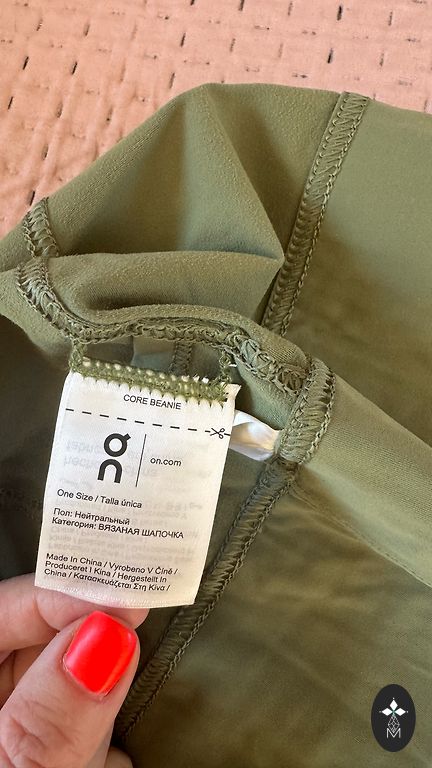 CORE BEANIE
on
on.com
One Size / Talla única
Пол: Нейтральный
Категория: ВЯЗАНАЯ ШАПОЧКА
Made In China / Vyrobeno V Číně /
Produceret I Kina / Hergestellt In
China / Κατασκευάζεται Στη Κίνα /
M